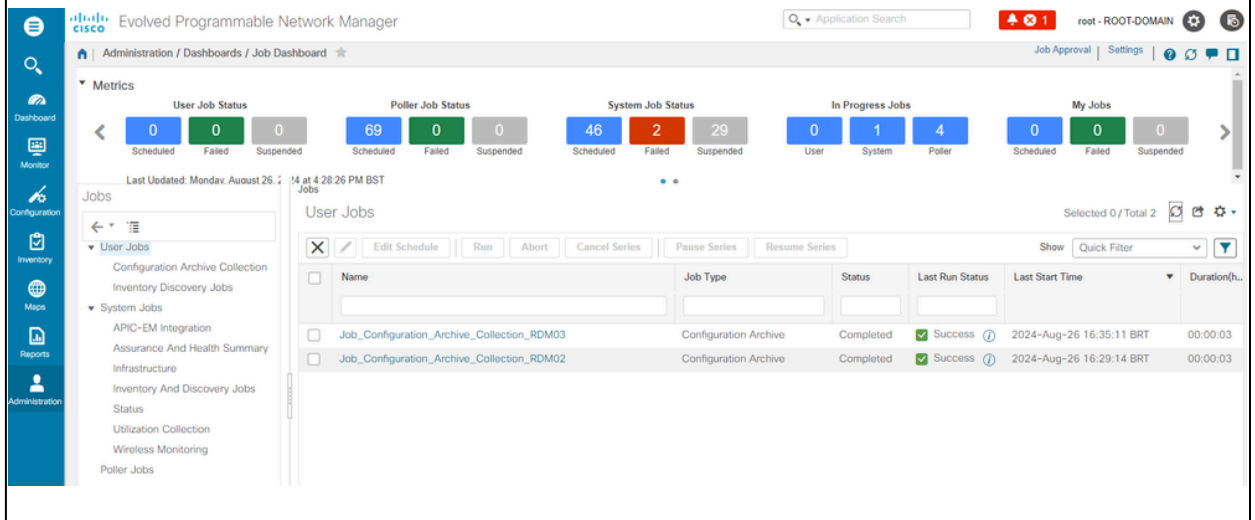 cisco Evolved Programmable Network Manager
Application Search
1
root - ROOT-DOMAIN
Administration / Dashboards / Job Dashboard
Job Approval | Settings
Metrics
User Job Status
0 0 0
Scheduled Failed Suspended
Poller Job Status
69 0 0
Scheduled Failed Suspended
System Job Status
46 2 29
Scheduled Failed Suspended
In Progress Jobs
0 1 4
User System Poller
My Jobs
0 0 0
Scheduled Failed Suspended
Dashboard
Monitor
Configuration
Inventory
Maps
Reports
Administration
Last Updated: Monday, August 26, 2
24 at 4:28:26 PM BST
Jobs
User Jobs
Configuration Archive Collection
Inventory Discovery Jobs
System Jobs
APIC-EM Integration
Assurance And Health Summary
Infrastructure
Inventory And Discovery Jobs
Status
Utilization Collection
Wireless Monitoring
Poller Jobs
Jobs
User Jobs
Selected 0 / Total 2
Edit Schedule Run Abort Cancel Series Pause Series Resume Series
Show Quick Filter
Name Job Type Status Last Run Status Last Start Time Duration(h..
Job_Configuration_Archive_Collection_RDM03 Configuration Archive Completed Success 2024-Aug-26 16:35:11 BRT 00:00:03
Job_Configuration_Archive_Collection_RDM02 Configuration Archive Completed Success 2024-Aug-26 16:29:14 BRT 00:00:03